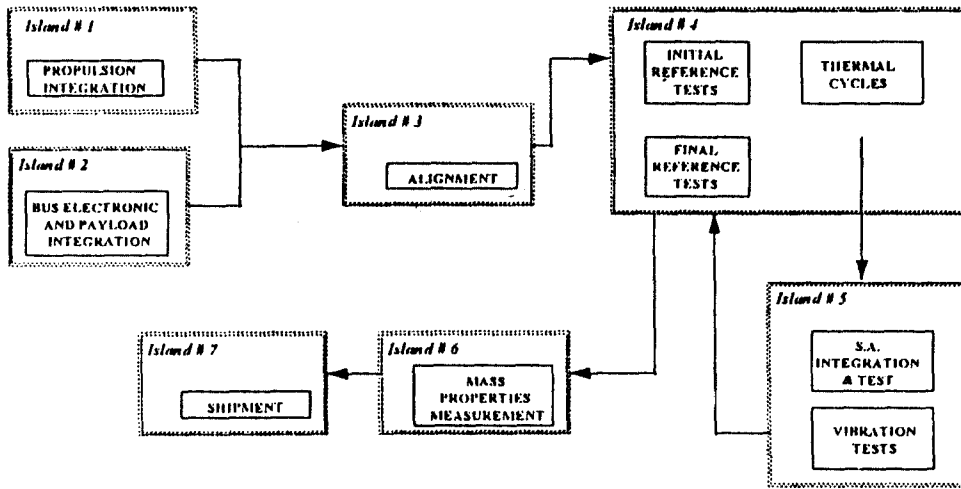 Island # 1
PROPULSION
INTEGRATION
Island # 2
BUS ELECTRONIC
AND PAYLOAD
INTEGRATION
Island # 3
ALIGNMENT
Island # 4
INITIAL
REFERENCE
TESTS
THERMAL
CYCLES
FINAL
REFERENCE
TESTS
Island # 5
S.A.
INTEGRATION
& TEST
VIBRATION
TESTS
Island # 6
MASS
PROPERTIES
MEASUREMENT
Island # 7
SHIPMENT